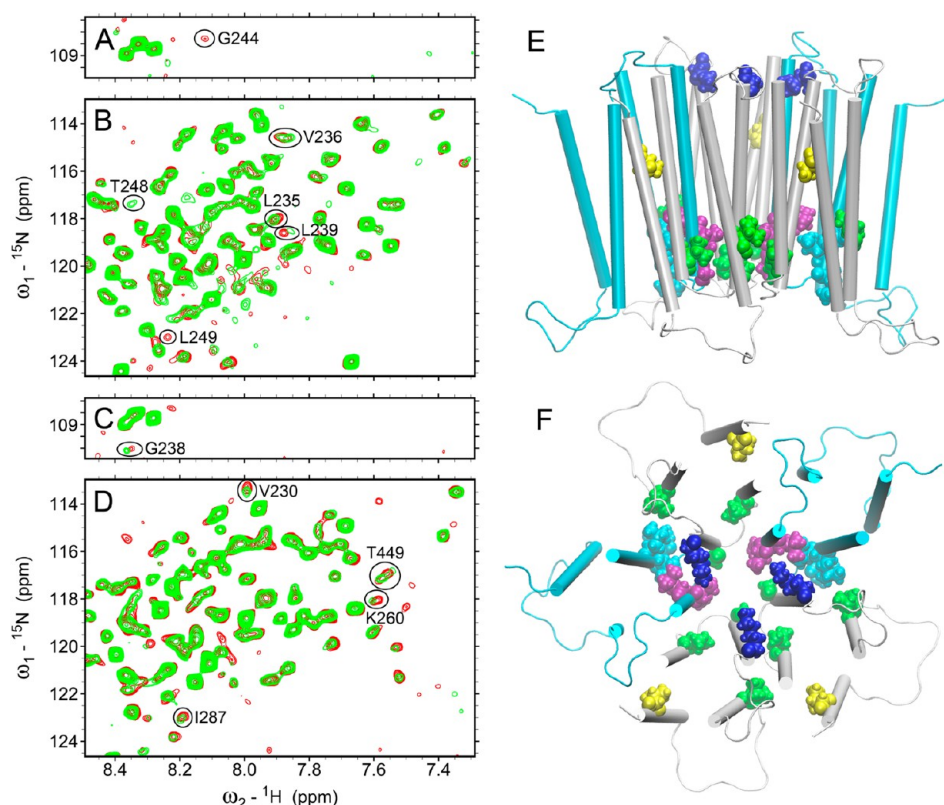 A
109
G244
B
114
V236
116
T248
L235
118
L239
120
122
L249
124
ω₁ - ¹⁵N (ppm)
C
109
G238
D
114
V230
116
T449
118
K260
120
122
I287
124
ω₁ - ¹⁵N (ppm)
8.4 8.2 8.0 7.8 7.6 7.4
ω₂ - ¹H (ppm)
E
F